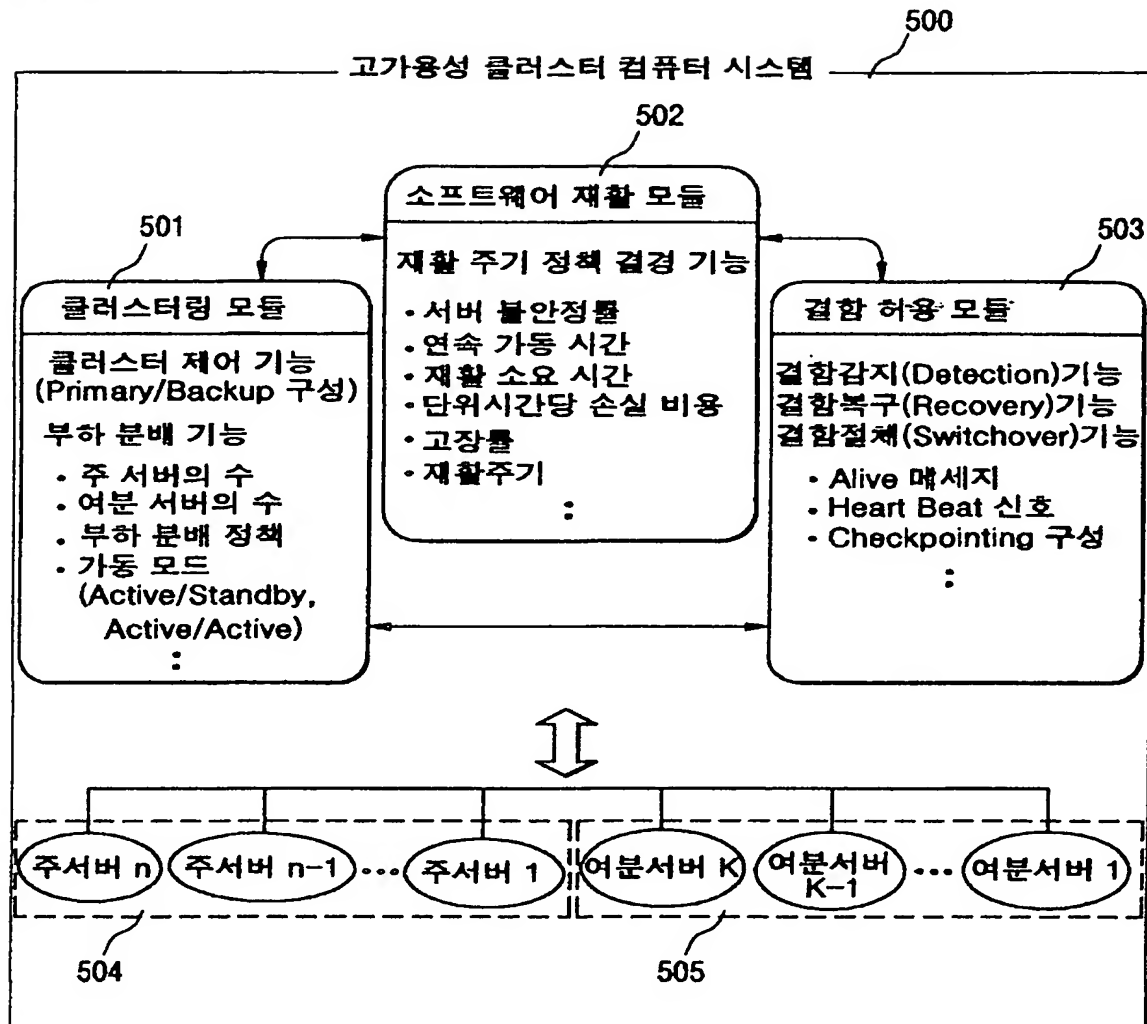 500
고가용성 클러스터 컴퓨터 시스템
502
소프트웨어 재활 모듈
재활 주기 정책 결경 기능
· 서버 불안정률
· 연속 가동 시간
· 재활 소요 시간
· 단위시간당 손실 비용
· 고장률
· 재활주기
:
501
클러스터링 모듈
클러스터 제어 기능
(Primary/Backup 구성)
부하 분배 기능
· 주 서버의 수
· 여분 서버의 수
· 부하 분배 정책
· 가동 모드
(Active/Standby,
Active/Active)
:
503
결함 허용 모듈
결함감지(Detection)기능
결함복구(Recovery)기능
결함절체(Switchover)기능
· Alive 메세지
· Heart Beat 신호
· Checkpointing 구성
:
주서버 n
주서버 n-1
...
주서버 1
여분서버 K
여분서버
K-1
...
여분서버 1
504
505